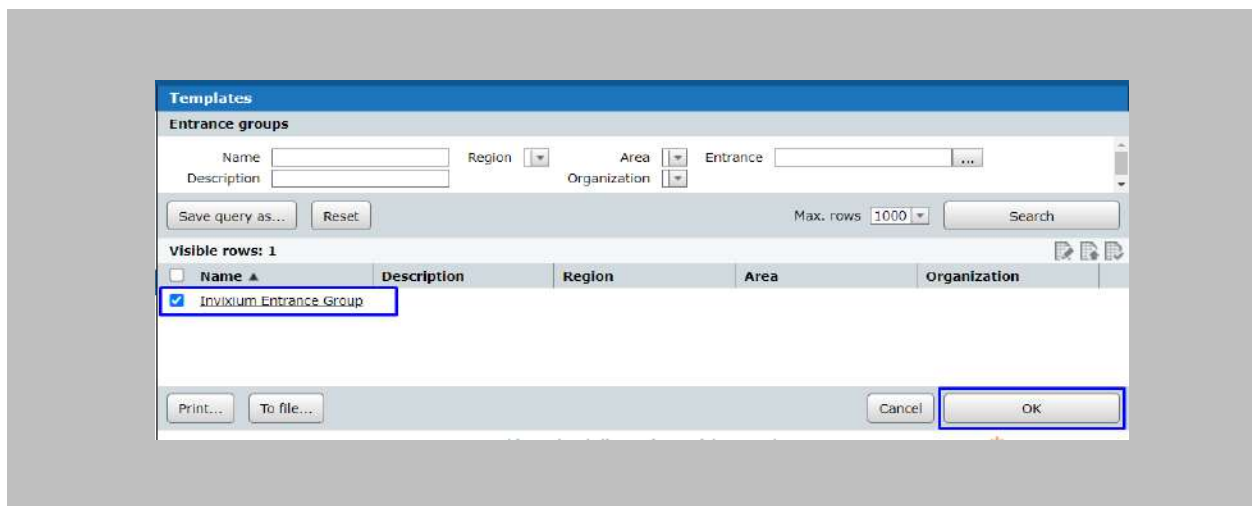 Templates
Entrance groups
Name Region Area Entrance ...
Description Organization
Save query as... Reset Max. rows 1000 Search
Visible rows: 1
Name Description Region Area Organization
Invixium Entrance Group
Print... To file... Cancel OK